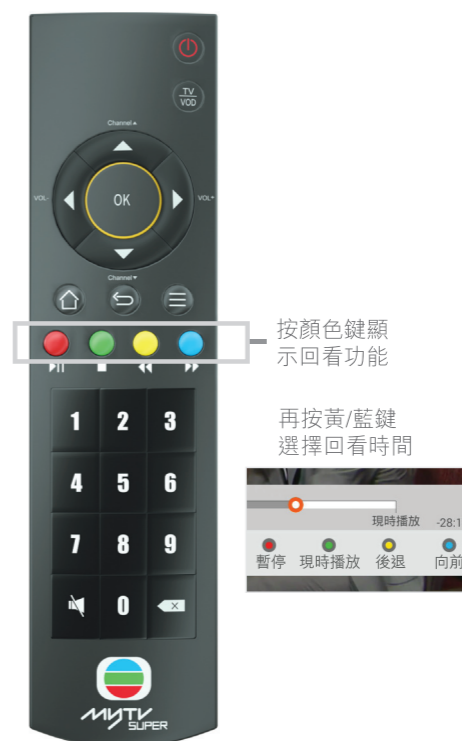 TV
VOD
Channel▲
VOL-
OK
VOL+
Channel▼
按顏色鍵顯
示回看功能
1 2 3
再按黃/藍鍵
選擇回看時間
4 5 6
現時播放 -28:1
7 8 9
暫停 現時播放 後退 向前
0
MYTV
SUPER